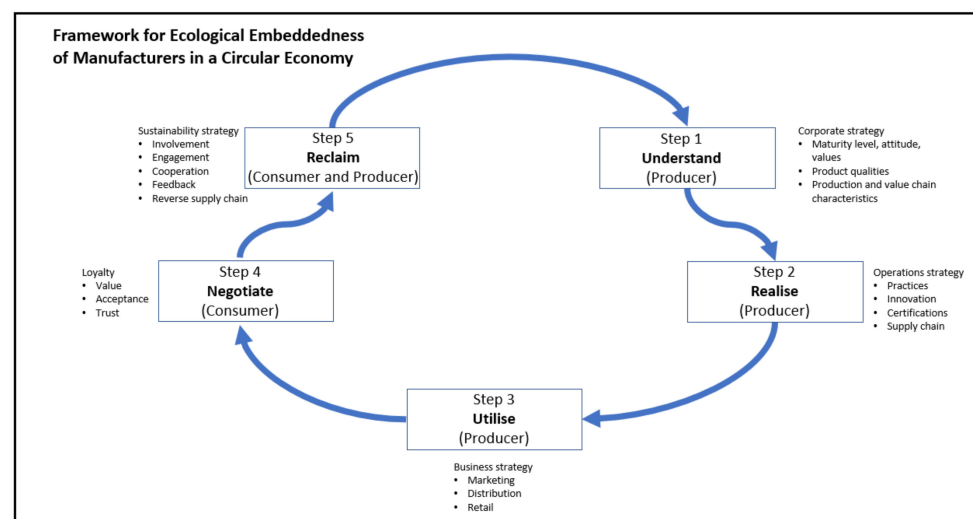 Framework for Ecological Embeddedness
of Manufacturers in a Circular Economy
Step 1
Understand
(Producer)
Corporate strategy
• Maturity level, attitude,
values
• Product qualities
• Production and value chain
characteristics
Step 2
Realise
(Producer)
Operations strategy
• Practices
• Innovation
• Certifications
• Supply chain
Step 3
Utilise
(Producer)
Business strategy
• Marketing
• Distribution
• Retail
Step 4
Negotiate
(Consumer)
Loyalty
• Value
• Acceptance
• Trust
Step 5
Reclaim
(Consumer and Producer)
Sustainability strategy
• Involvement
• Engagement
• Cooperation
• Feedback
• Reverse supply chain